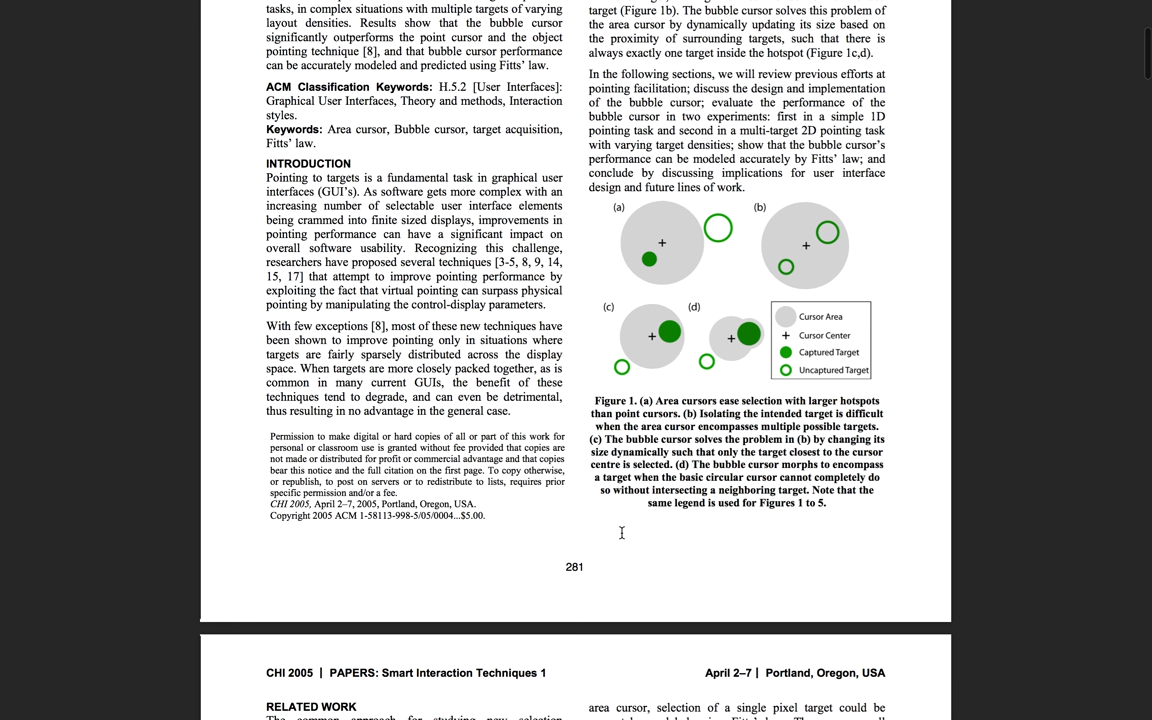 tasks, in complex situations with multiple targets of varying
layout densities. Results show that the bubble cursor
significantly outperforms the point cursor and the object
pointing technique [8], and that bubble cursor performance
can be accurately modeled and predicted using Fitts' law.
ACM Classification Keywords: H.5.2 [User Interfaces]:
Graphical User Interfaces, Theory and methods, Interaction
styles.
Keywords: Area cursor, Bubble cursor, target acquisition,
Fitts' law.
INTRODUCTION
Pointing to targets is a fundamental task in graphical user
interfaces (GUI's). As software gets more complex with an
increasing number of selectable user interface elements
being crammed into finite sized displays, improvements in
pointing performance can have a significant impact on
overall software usability. Recognizing this challenge,
researchers have proposed several techniques [3-5, 8, 9, 14,
15, 17] that attempt to improve pointing performance by
exploiting the fact that virtual pointing can surpass physical
pointing by manipulating the control-display parameters.
With few exceptions [8], most of these new techniques have
been shown to improve pointing only in situations where
targets are fairly sparsely distributed across the display
space. When targets are more closely packed together, as is
common in many current GUIs, the benefit of these
techniques tend to degrade, and can even be detrimental,
thus resulting in no advantage in the general case.
Permission to make digital or hard copies of all or part of this work for
personal or classroom use is granted without fee provided that copies are
not made or distributed for profit or commercial advantage and that copies
bear this notice and the full citation on the first page. To copy otherwise,
or republish, to post on servers or to redistribute to lists, requires prior
specific permission and/or a fee.
CHI 2005, April 2–7, 2005, Portland, Oregon, USA.
Copyright 2005 ACM 1-58113-998-5/05/0004...$5.00.
target (Figure 1b). The bubble cursor solves this problem of
the area cursor by dynamically updating its size based on
the proximity of surrounding targets, such that there is
always exactly one target inside the hotspot (Figure 1c,d).
In the following sections, we will review previous efforts at
pointing facilitation; discuss the design and implementation
of the bubble cursor; evaluate the performance of the
bubble cursor in two experiments: first in a simple 1D
pointing task and second in a multi-target 2D pointing task
with varying target densities; show that the bubble cursor's
performance can be modeled accurately by Fitts' law; and
conclude by discussing implications for user interface
design and future lines of work.
(a)
(b)
(c)
(d)
Cursor Area
Cursor Center
Captured Target
Uncaptured Target
Figure 1. (a) Area cursors ease selection with larger hotspots
than point cursors. (b) Isolating the intended target is difficult
when the area cursor encompasses multiple possible targets.
(c) The bubble cursor solves the problem in (b) by changing its
size dynamically such that only the target closest to the cursor
centre is selected. (d) The bubble cursor morphs to encompass
a target when the basic circular cursor cannot completely do
so without intersecting a neighboring target. Note that the
same legend is used for Figures 1 to 5.
281
CHI 2005 | PAPERS: Smart Interaction Techniques 1
April 2–7 | Portland, Oregon, USA
RELATED WORK
area cursor, selection of a single pixel target could be